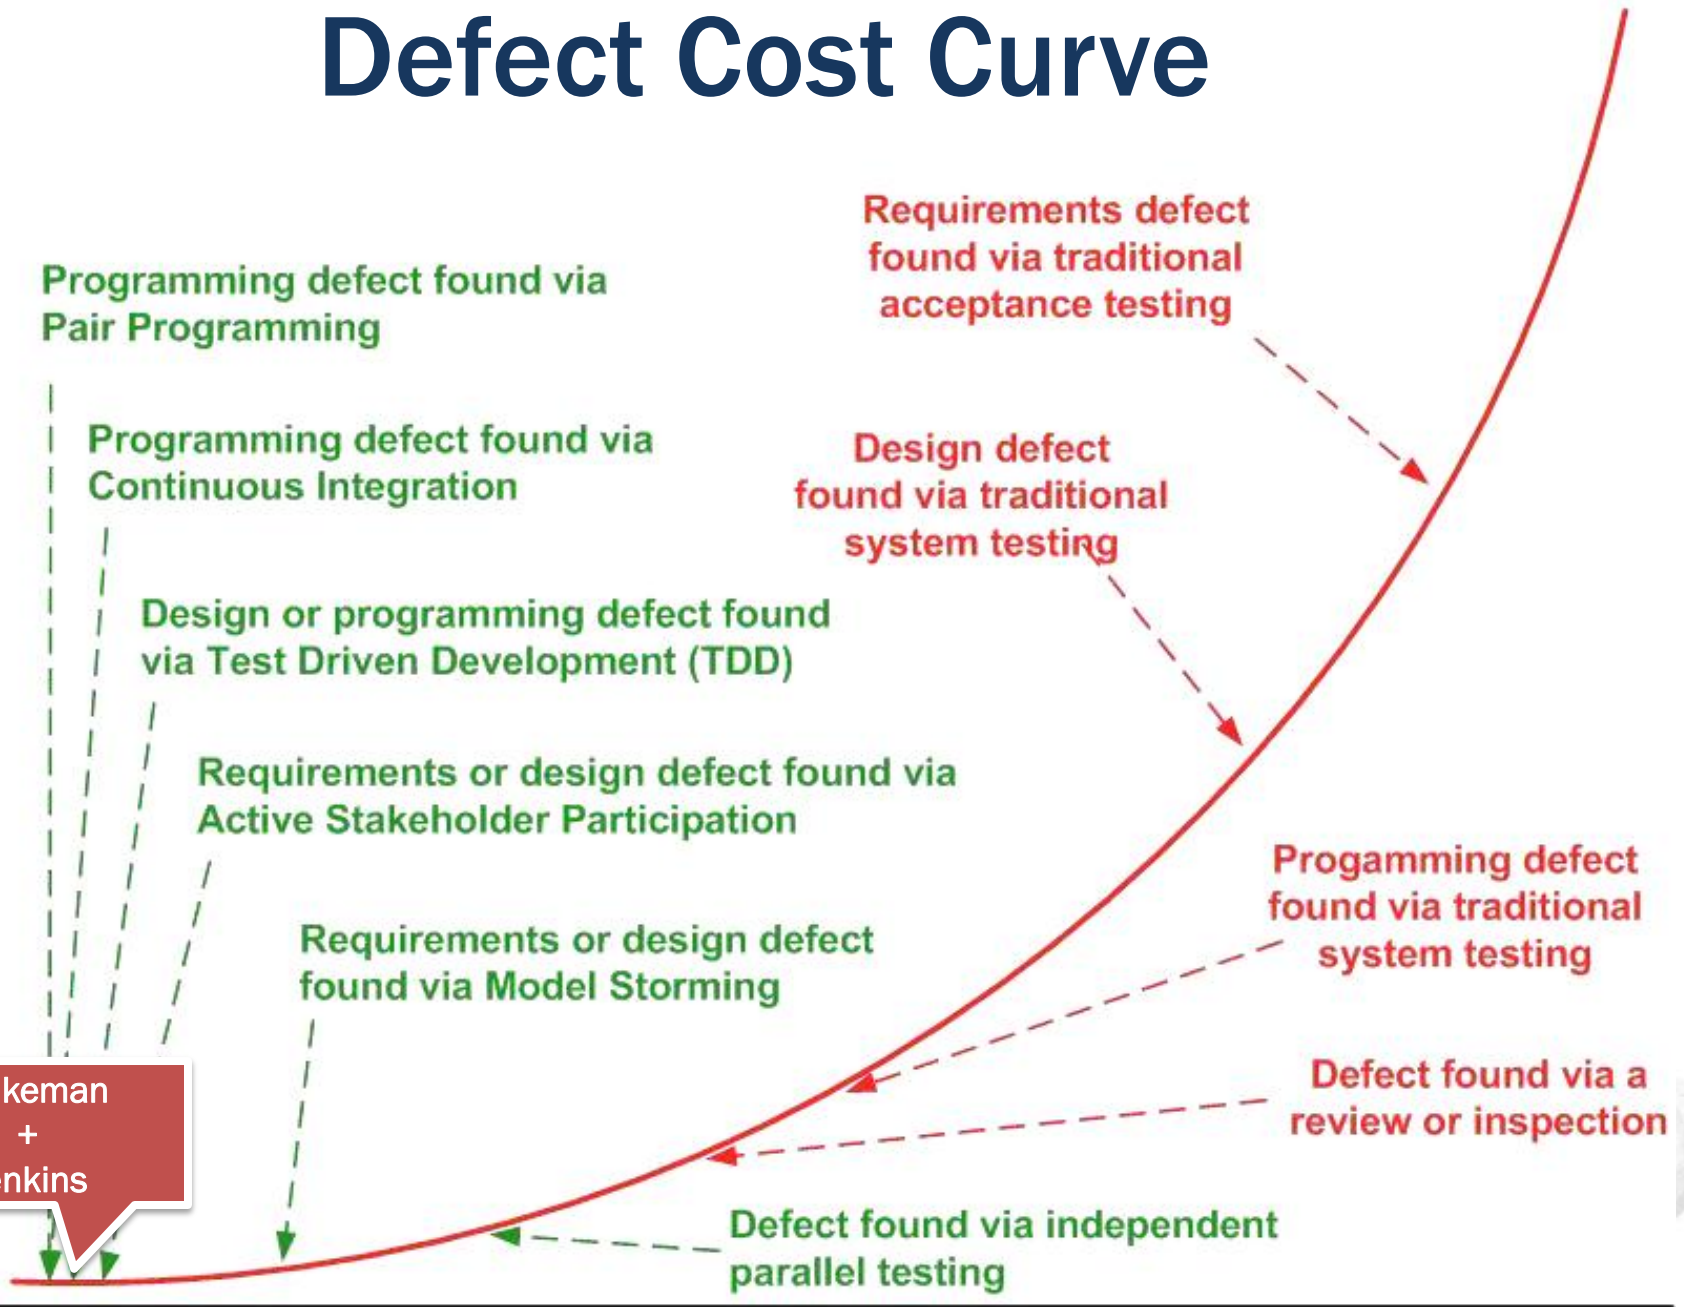 Defect Cost Curve
Requirements defect
found via traditional
acceptance testing
Programming defect found via
Pair Programming
Programming defect found via
Continuous Integration
Design defect
found via traditional
system testing
Design or programming defect found
via Test Driven Development (TDD)
Requirements or design defect found via
Active Stakeholder Participation
Progamming defect
found via traditional
system testing
Requirements or design defect
found via Model Storming
Defect found via a
review or inspection
keman
+
nkins
Defect found via independent
parallel testing